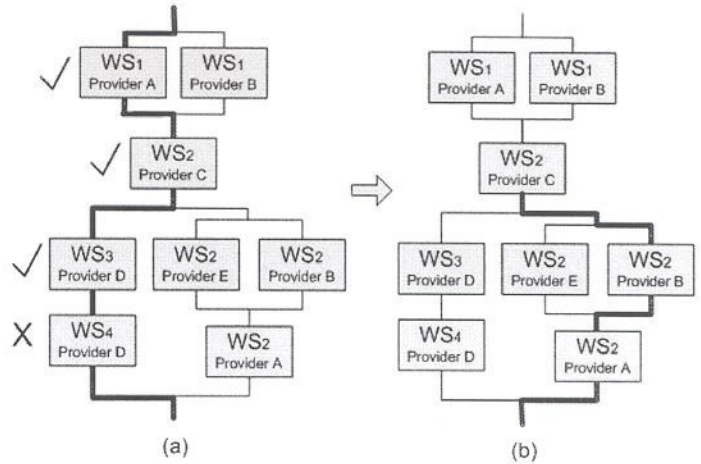 WS1
Provider A
WS1
Provider B
WS2
Provider C
WS3
Provider D
WS2
Provider E
WS2
Provider B
X
WS4
Provider D
WS2
Provider A
(a)
WS1
Provider A
WS1
Provider B
WS2
Provider C
WS3
Provider D
WS2
Provider E
WS2
Provider B
WS4
Provider D
WS2
Provider A
(b)